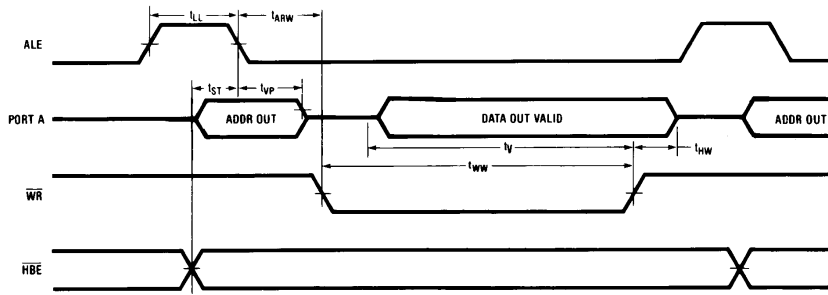 tLL
tARW
ALE
tST
tVP
PORT A
ADDR OUT
DATA OUT VALID
ADDR OUT
tV
tHW
tWW
WR
HBE